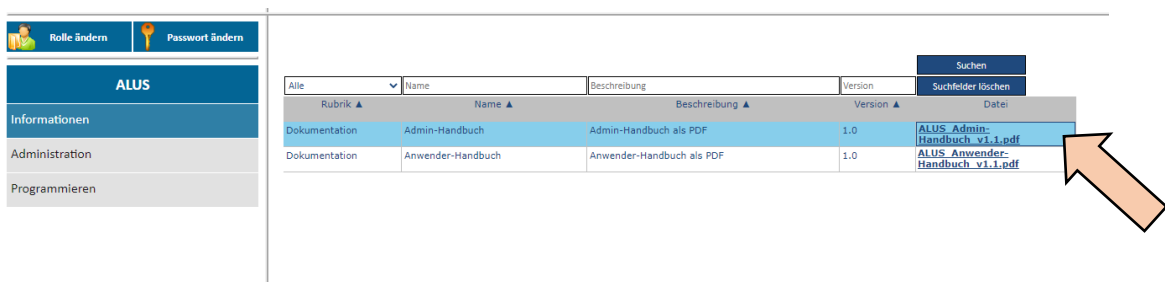 Rolle ändern Passwort ändern
ALUS
Informationen
Administration
Programmieren
Suchen
Alle Name Beschreibung Version Suchfelder löschen
Rubrik ▲ Name ▲ Beschreibung ▲ Version ▲ Datei
Dokumentation Admin-Handbuch Admin-Handbuch als PDF 1.0 ALUS_Admin-
Handbuch_v1.1.pdf
Dokumentation Anwender-Handbuch Anwender-Handbuch als PDF 1.0 ALUS_Anwender-
Handbuch_v1.1.pdf